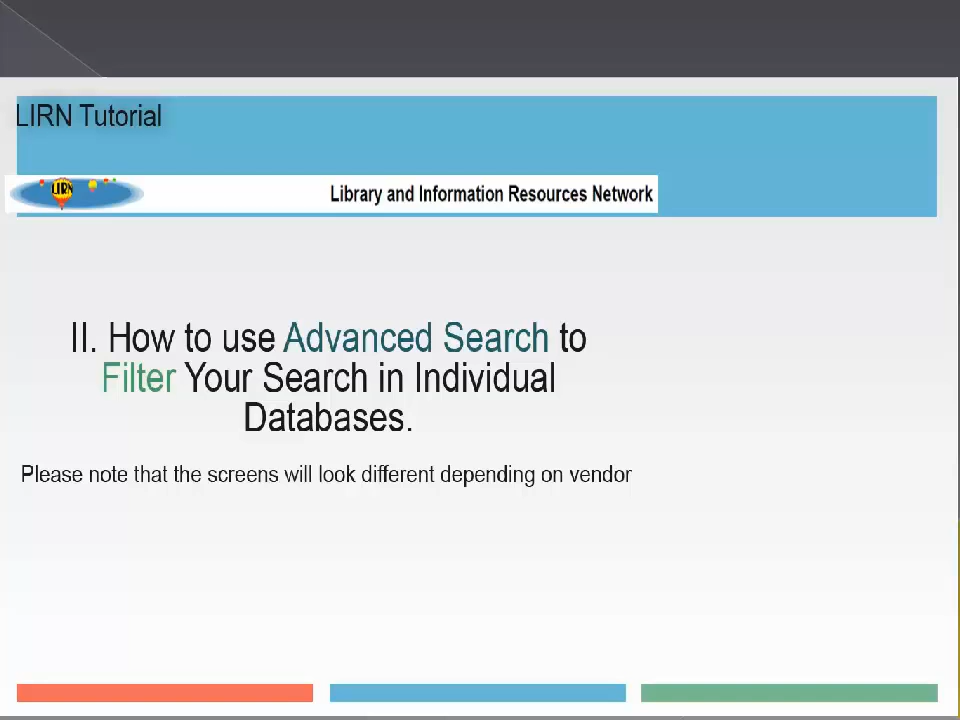 LIRN Tutorial
LIRN
Library and Information Resources Network
II. How to use Advanced Search to
Filter Your Search in Individual
Databases.
Please note that the screens will look different depending on vendor